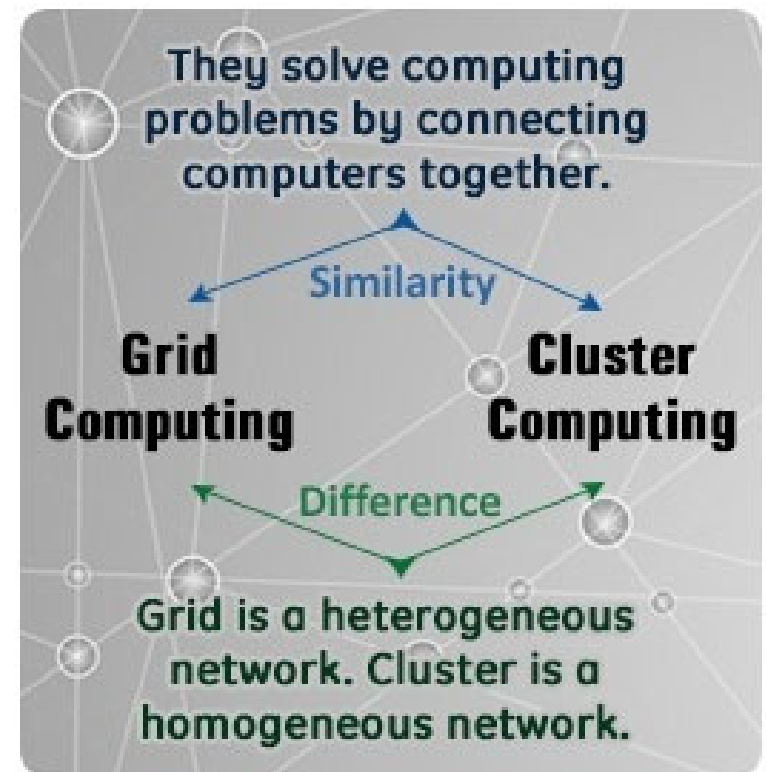 They solve computing
problems by connecting
computers together.
Similarity
Grid
Computing
Cluster
Computing
Difference
Grid is a heterogeneous
network. Cluster is a
homogeneous network.